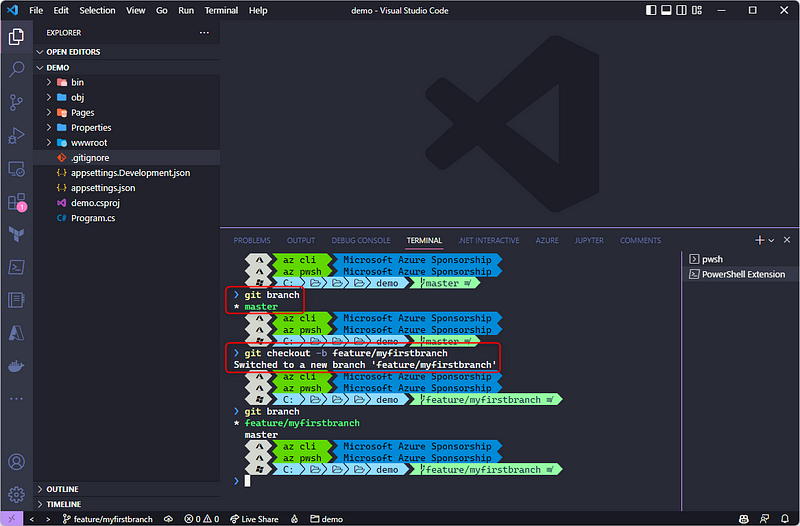 File Edit Selection View Go Run Terminal Help
demo - Visual Studio Code
EXPLORER
OPEN EDITORS
DEMO
bin
obj
Pages
Properties
wwwroot
.gitignore
appsettings.Development.json
appsettings.json
demo.csproj
C# Program.cs
1
OUTLINE
TIMELINE
PROBLEMS OUTPUT DEBUG CONSOLE TERMINAL .NET INTERACTIVE AZURE JUPYTER COMMENTS
pwsh
PowerShell Extension
az cli Microsoft Azure Sponsorship
az pwsh Microsoft Azure Sponsorship
C: demo master
❯ git branch
* master
az cli Microsoft Azure Sponsorship
az pwsh Microsoft Azure Sponsorship
C: demo master
❯ git checkout -b feature/myfirstbranch
Switched to a new branch 'feature/myfirstbranch'
az cli Microsoft Azure Sponsorship
az pwsh Microsoft Azure Sponsorship
C: demo feature/myfirstbranch
❯ git branch
* feature/myfirstbranch
master
az cli Microsoft Azure Sponsorship
az pwsh Microsoft Azure Sponsorship
C: demo feature/myfirstbranch
❯
feature/myfirstbranch 0 0 Live Share demo